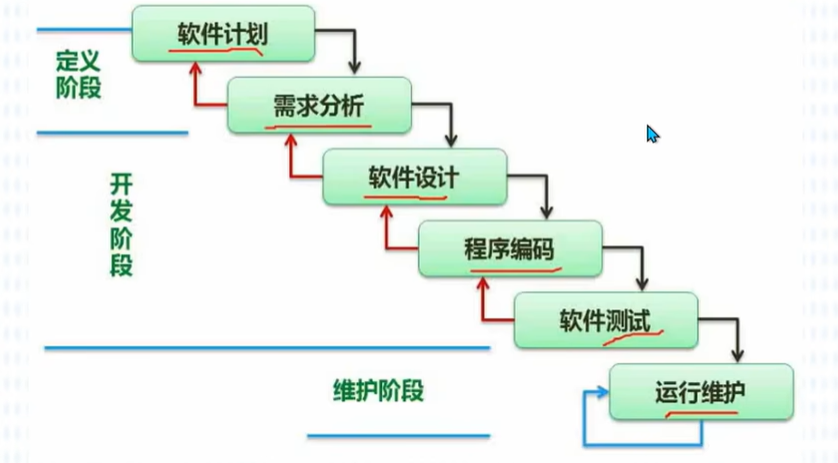 软件计划
定义
阶段
需求分析
软件设计
开
发
阶
段
程序编码
软件测试
维护阶段
运行维护